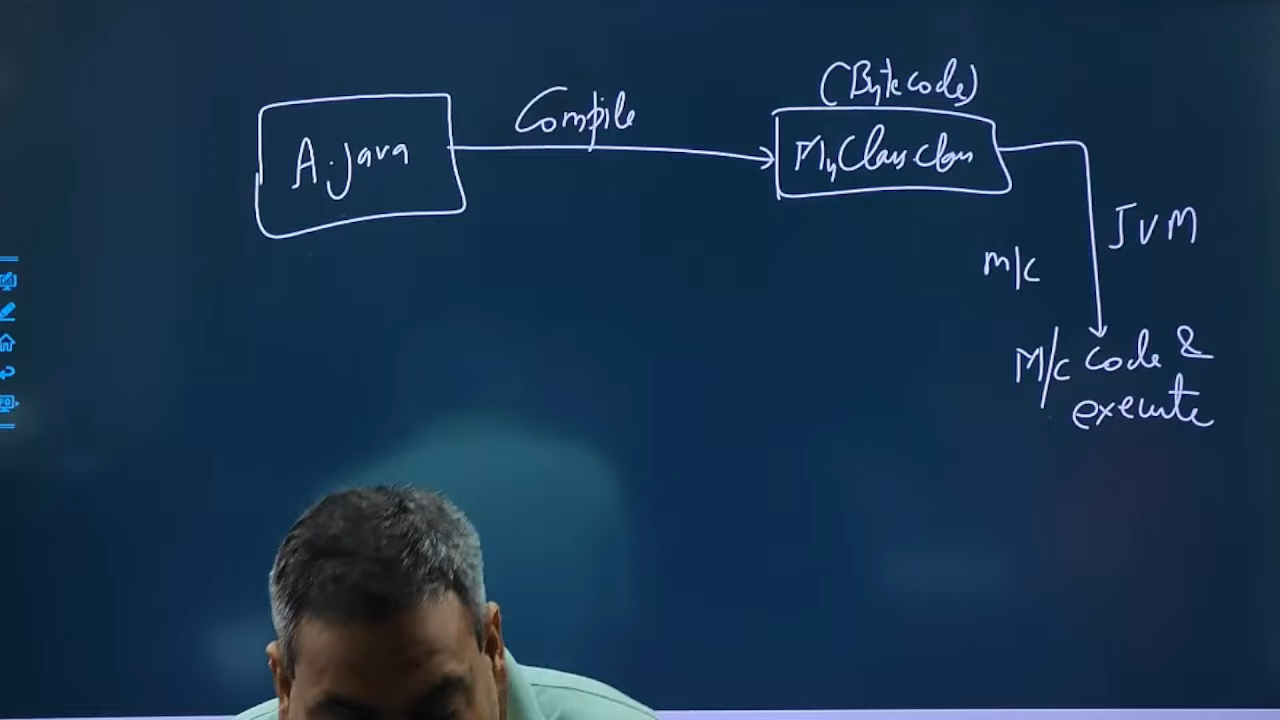 (Bytecode)
Compile
A.java
MyClass.class
JVM
M/C
M/C Code &
execute